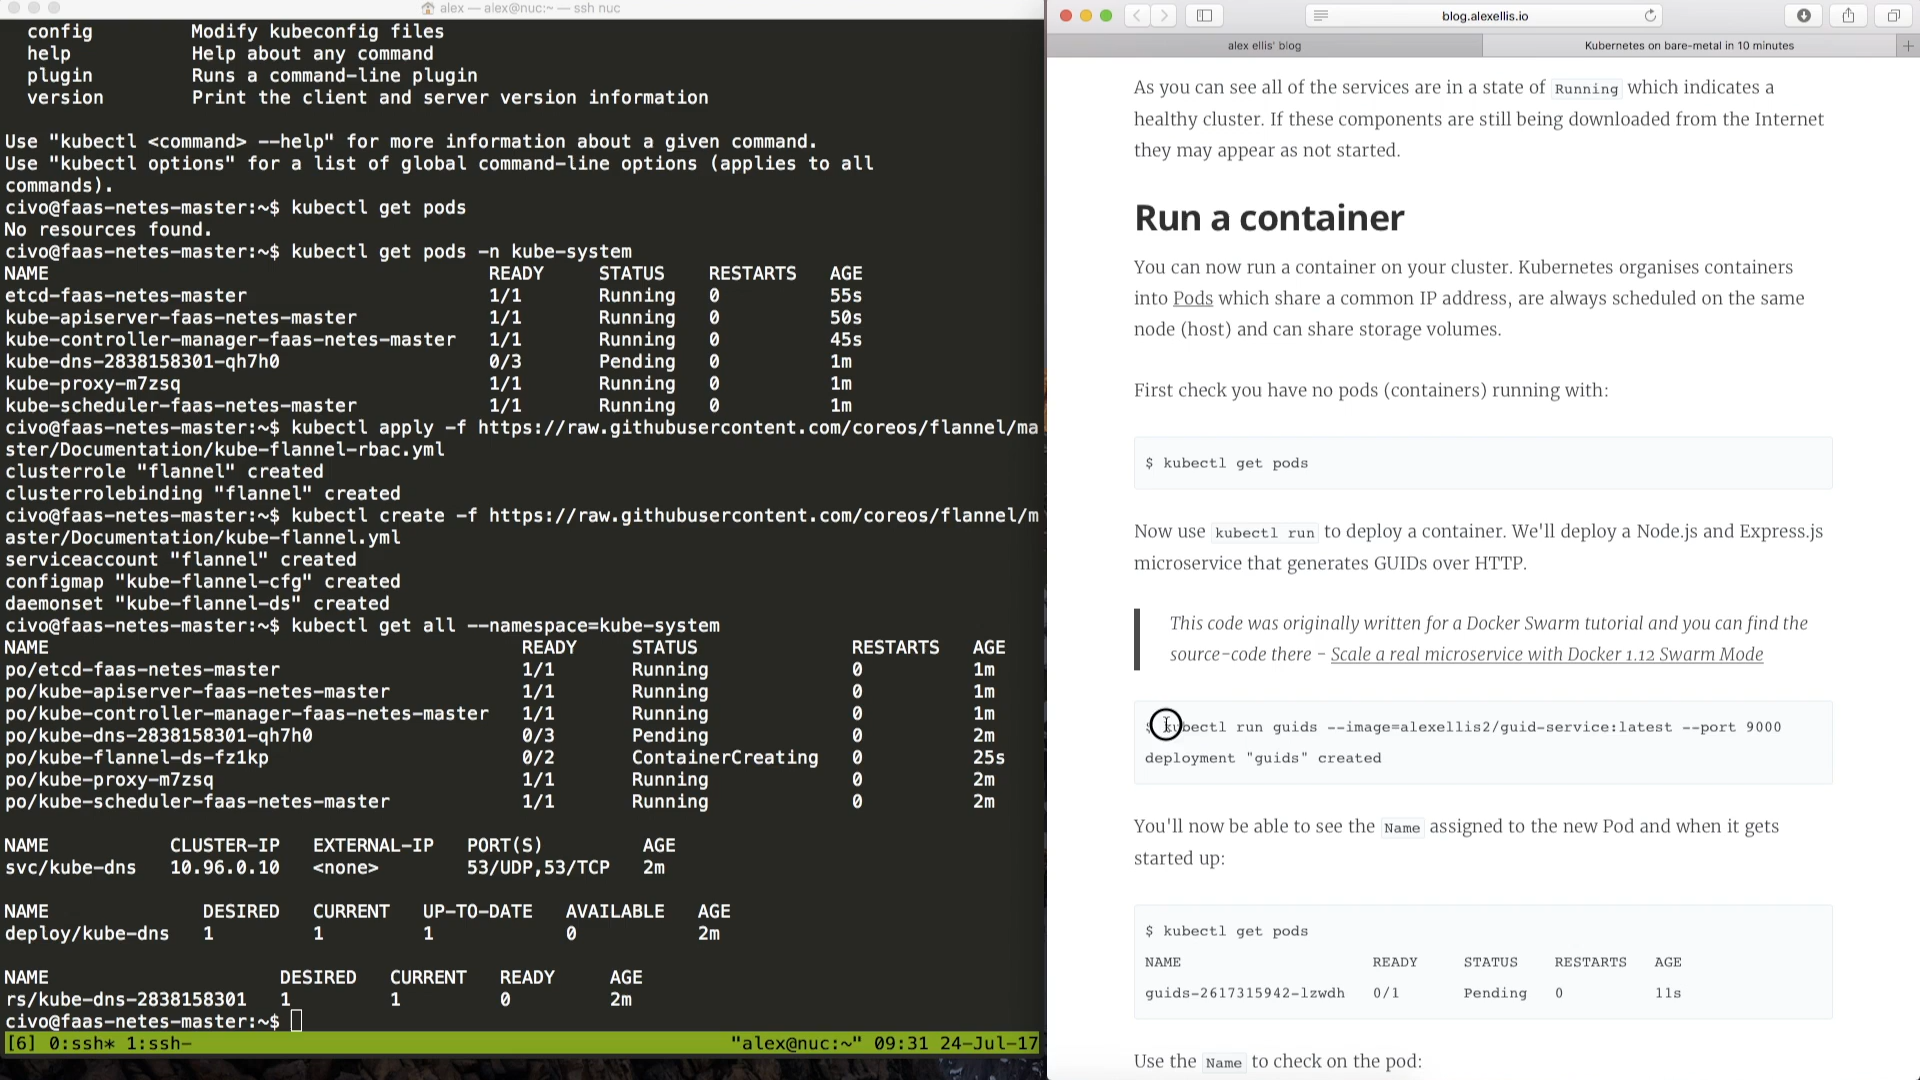 alex — alex@nuc:~ — ssh nuc
config Modify kubeconfig files
help Help about any command
plugin Runs a command-line plugin
version Print the client and server version information
Use "kubectl <command> --help" for more information about a given command.
Use "kubectl options" for a list of global command-line options (applies to all
commands).
civo@faas-netes-master:~$ kubectl get pods
No resources found.
civo@faas-netes-master:~$ kubectl get pods -n kube-system
NAME READY STATUS RESTARTS AGE
etcd-faas-netes-master 1/1 Running 0 55s
kube-apiserver-faas-netes-master 1/1 Running 0 50s
kube-controller-manager-faas-netes-master 1/1 Running 0 45s
kube-dns-2838158301-qh7h0 0/3 Pending 0 1m
kube-proxy-m7zsq 1/1 Running 0 1m
kube-scheduler-faas-netes-master 1/1 Running 0 1m
civo@faas-netes-master:~$ kubectl apply -f https://raw.githubusercontent.com/coreos/flannel/ma
ster/Documentation/kube-flannel-rbac.yml
clusterrole "flannel" created
clusterrolebinding "flannel" created
civo@faas-netes-master:~$ kubectl create -f https://raw.githubusercontent.com/coreos/flannel/m
aster/Documentation/kube-flannel.yml
serviceaccount "flannel" created
configmap "kube-flannel-cfg" created
daemonset "kube-flannel-ds" created
civo@faas-netes-master:~$ kubectl get all --namespace=kube-system
NAME READY STATUS RESTARTS AGE
po/etcd-faas-netes-master 1/1 Running 0 1m
po/kube-apiserver-faas-netes-master 1/1 Running 0 1m
po/kube-controller-manager-faas-netes-master 1/1 Running 0 1m
po/kube-dns-2838158301-qh7h0 0/3 Pending 0 2m
po/kube-flannel-ds-fz1kp 0/2 ContainerCreating 0 25s
po/kube-proxy-m7zsq 1/1 Running 0 2m
po/kube-scheduler-faas-netes-master 1/1 Running 0 2m
NAME CLUSTER-IP EXTERNAL-IP PORT(S) AGE
svc/kube-dns 10.96.0.10 <none> 53/UDP,53/TCP 2m
NAME DESIRED CURRENT UP-TO-DATE AVAILABLE AGE
deploy/kube-dns 1 1 1 0 2m
NAME DESIRED CURRENT READY AGE
rs/kube-dns-2838158301 1 1 0 2m
civo@faas-netes-master:~$
[6] 0:ssh* 1:ssh- "alex@nuc:~" 09:31 24-Jul-17
blog.alexellis.io
alex ellis' blog
Kubernetes on bare-metal in 10 minutes
As you can see all of the services are in a state of Running which indicates a
healthy cluster. If these components are still being downloaded from the Internet
they may appear as not started.
Run a container
You can now run a container on your cluster. Kubernetes organises containers
into Pods which share a common IP address, are always scheduled on the same
node (host) and can share storage volumes.
First check you have no pods (containers) running with:
$ kubectl get pods
Now use kubectl run to deploy a container. We'll deploy a Node.js and Express.js
microservice that generates GUIDs over HTTP.
This code was originally written for a Docker Swarm tutorial and you can find the
source-code there - Scale a real microservice with Docker 1.12 Swarm Mode
$ kubectl run guids --image=alexellis2/guid-service:latest --port 9000
deployment "guids" created
You'll now be able to see the Name assigned to the new Pod and when it gets
started up:
$ kubectl get pods
NAME READY STATUS RESTARTS AGE
guids-2617315942-lzwdh 0/1 Pending 0 11s
Use the Name to check on the pod: